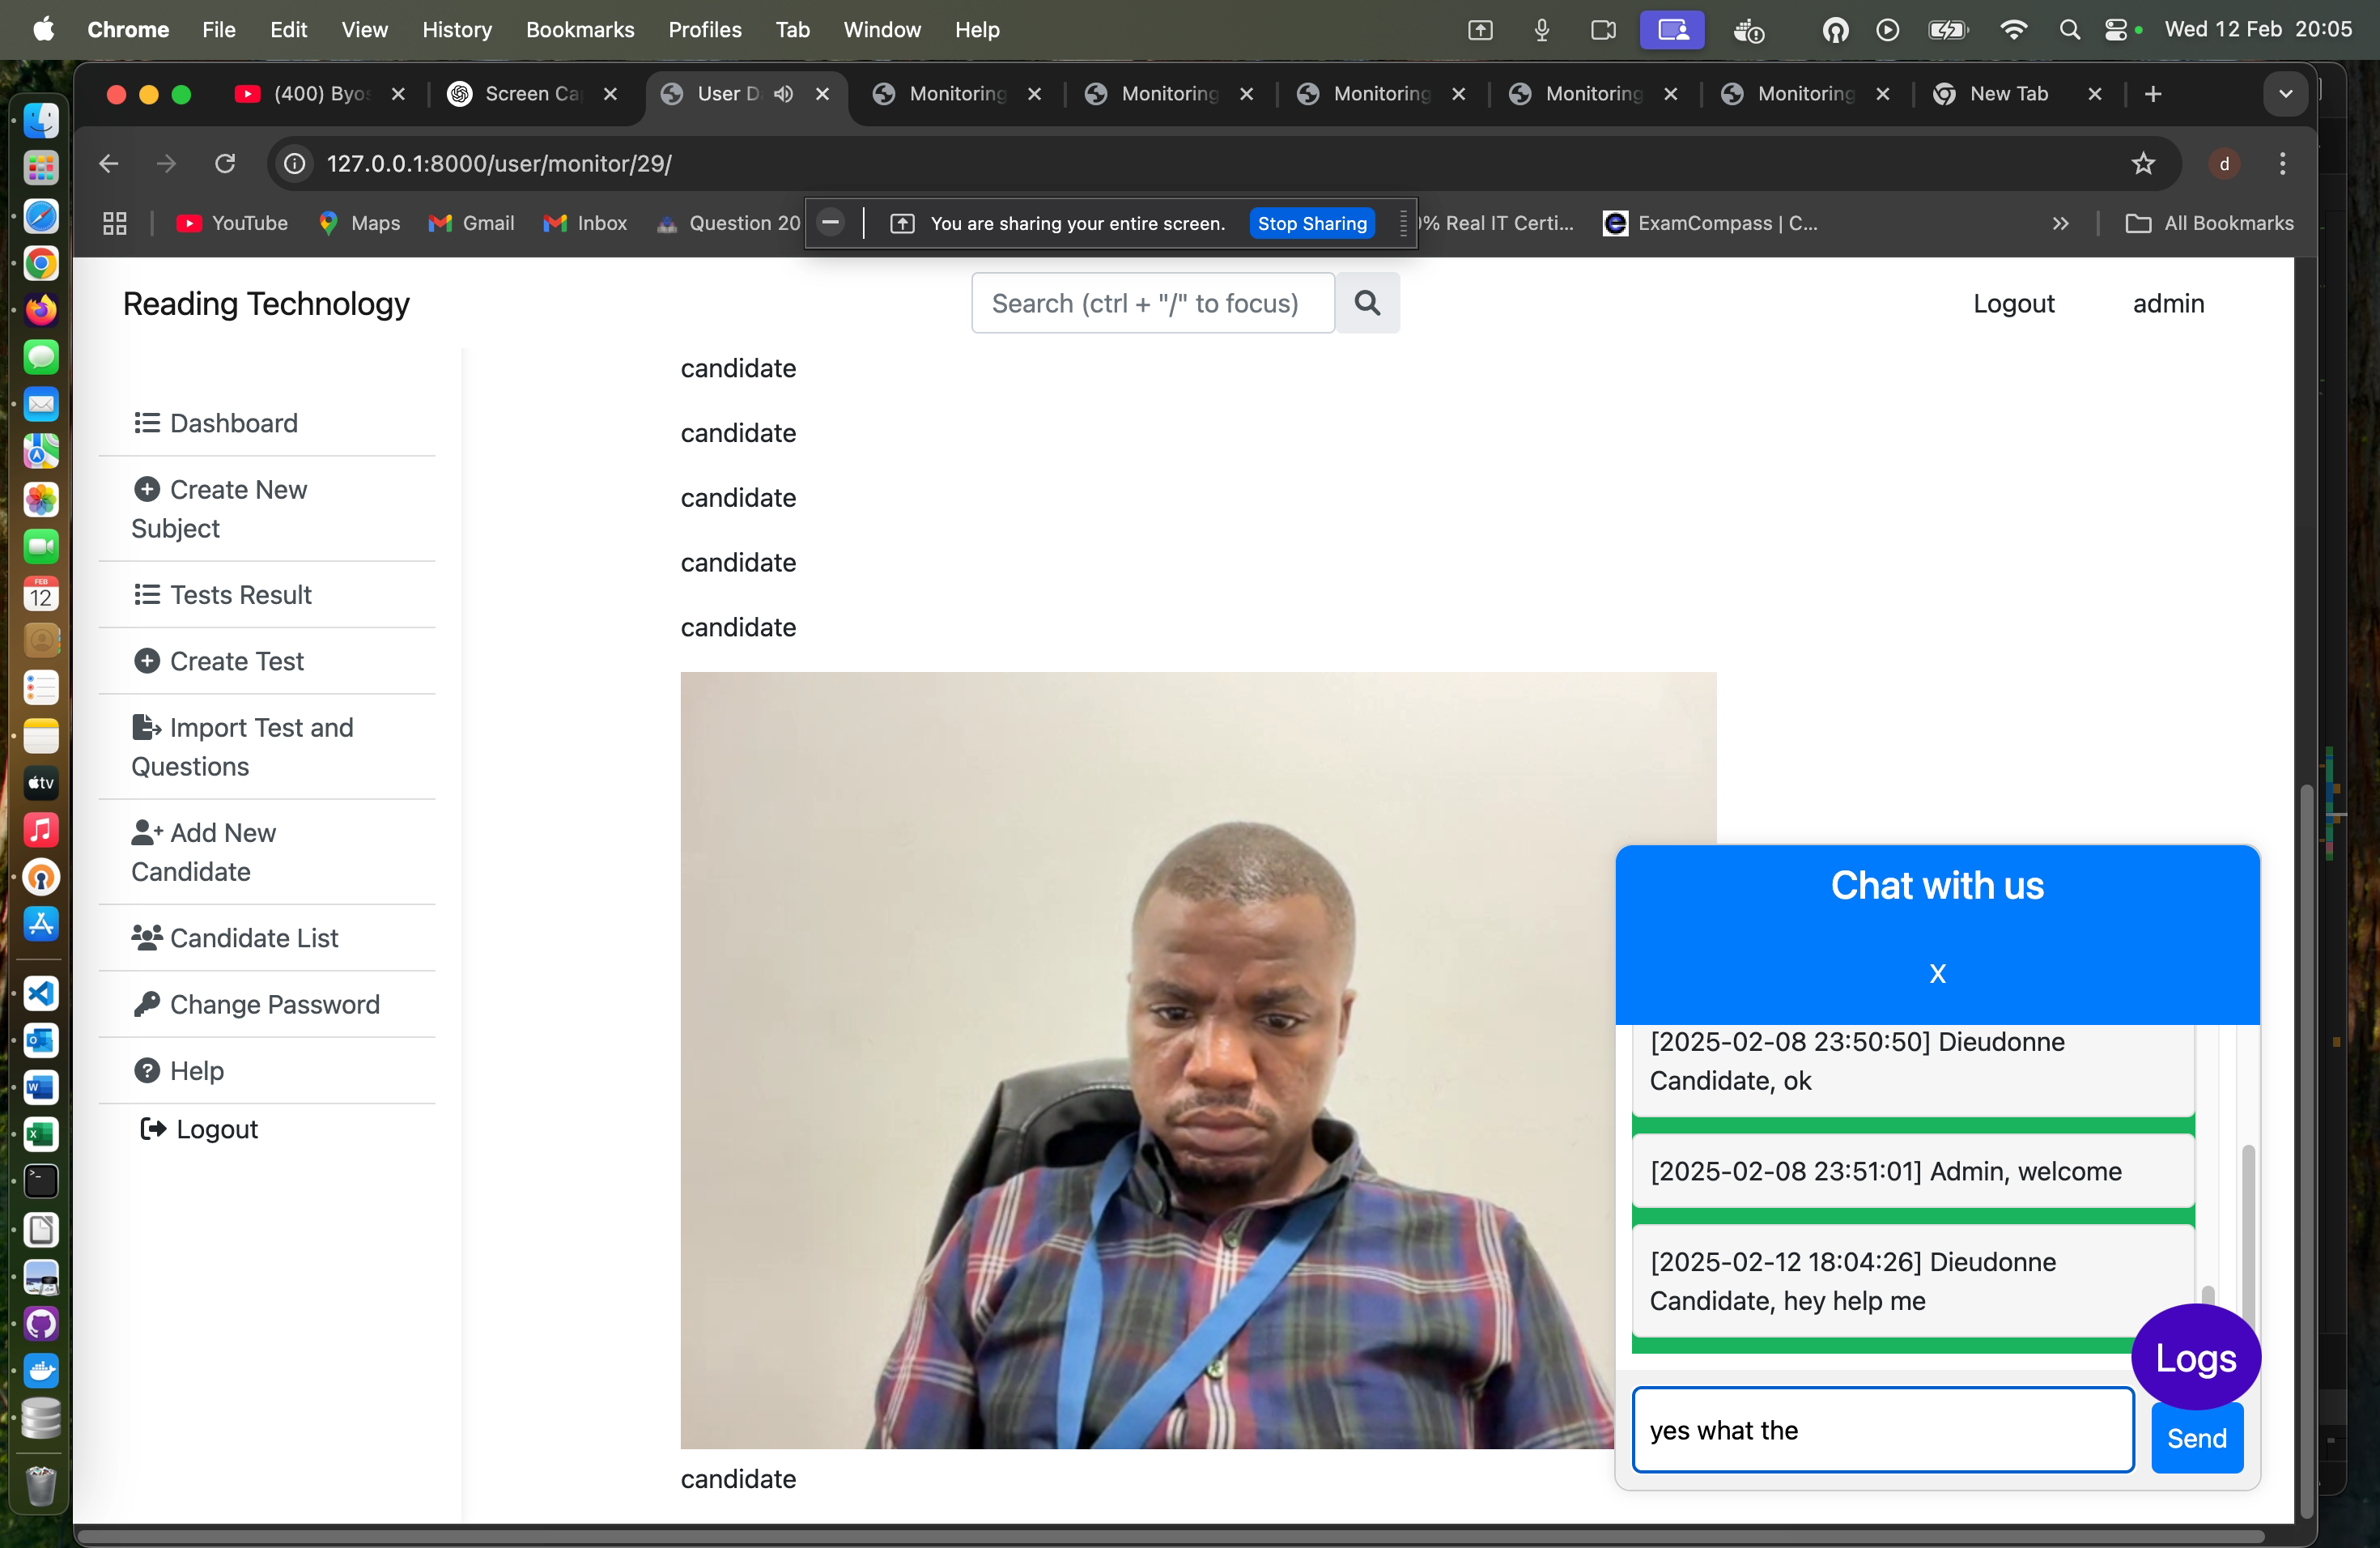 Chrome File Edit View History Bookmarks Profiles Tab Window Help Wed 12 Feb 20:05
(400) Byos Screen Ca User D Monitoring Monitoring Monitoring Monitoring Monitoring New Tab
127.0.0.1:8000/user/monitor/29/ d
YouTube Maps Gmail Inbox Question 20 You are sharing your entire screen. Stop Sharing % Real IT Certi... ExamCompass | C... » All Bookmarks
Reading Technology Search (ctrl + "/" to focus) Logout admin
Dashboard
Create New
Subject
Tests Result
Create Test
Import Test and
Questions
Add New
Candidate
Candidate List
Change Password
Help
Logout
candidate
candidate
candidate
candidate
candidate
candidate
Chat with us
X
[2025-02-08 23:50:50] Dieudonne
Candidate, ok
[2025-02-08 23:51:01] Admin, welcome
[2025-02-12 18:04:26] Dieudonne
Candidate, hey help me
Logs
yes what the
Send
FEB
12
tv